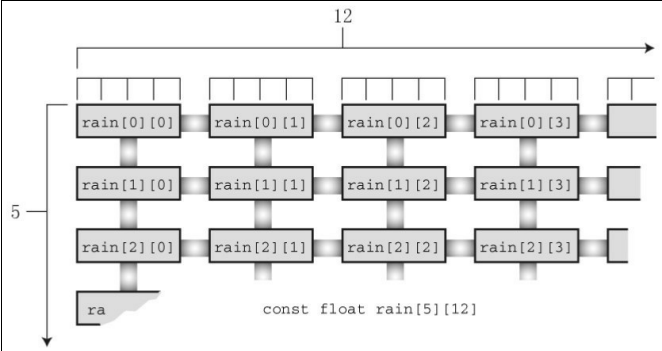 12
rain[0][0] rain[0][1] rain[0][2] rain[0][3]
rain[1][0] rain[1][1] rain[1][2] rain[1][3]
5
rain[2][0] rain[2][1] rain[2][2] rain[2][3]
ra
const float rain[5][12]